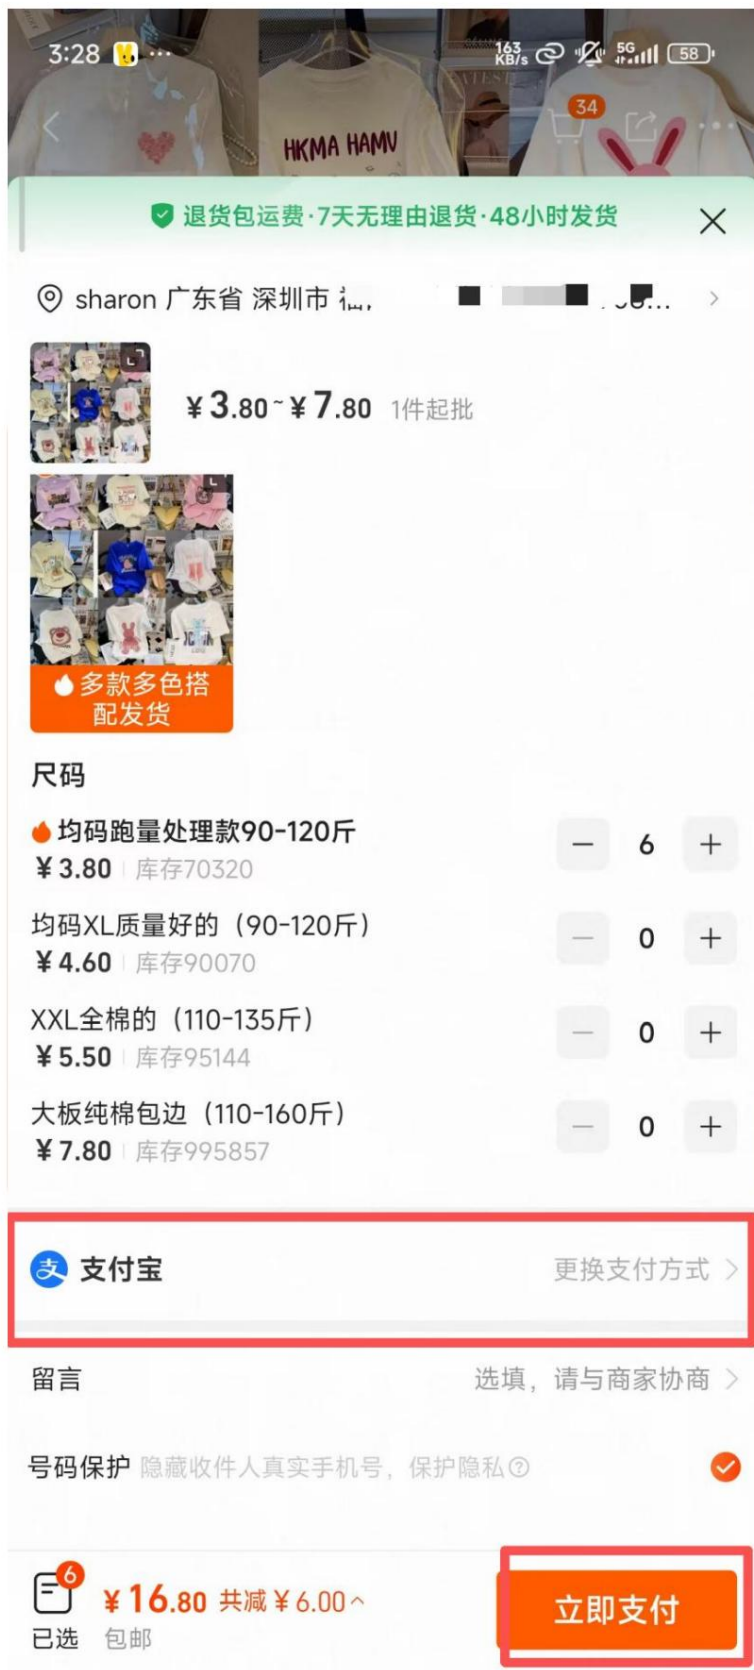 3:28 ... 163 KB/s 5G 58
HKMA HAMU
34
退货包运费·7天无理由退货·48小时发货
sharon 广东省 深圳市
¥3.80~¥7.80 1件起批
多款多色搭
配发货
尺码
均码跑量处理款90-120斤
¥3.80 库存70320
6
均码XL质量好的（90-120斤）
¥4.60 库存90070
0
XXL全棉的（110-135斤）
¥5.50 库存95144
0
大板纯棉包边（110-160斤）
¥7.80 库存995857
0
支 支付宝 更换支付方式
留言 选填，请与商家协商
号码保护 隐藏收件人真实手机号，保护隐私
6
¥16.80 共减¥6.00
已选 包邮
立即支付